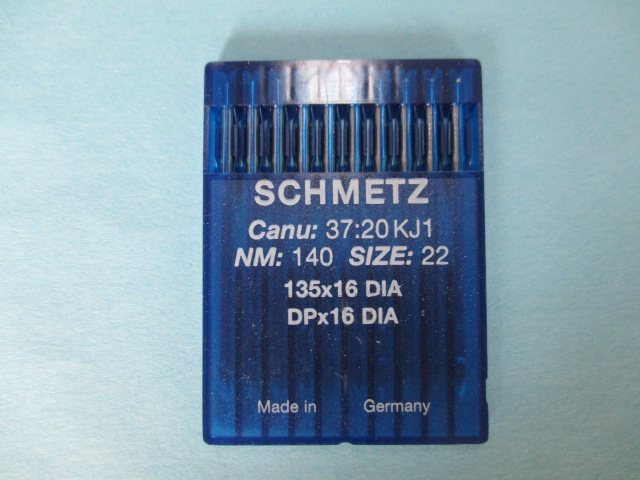 SCHMETZ
Canu: 37:20 KJ1
NM: 140 SIZE: 22
135x16 DIA
DPx16 DIA
Made in Germany